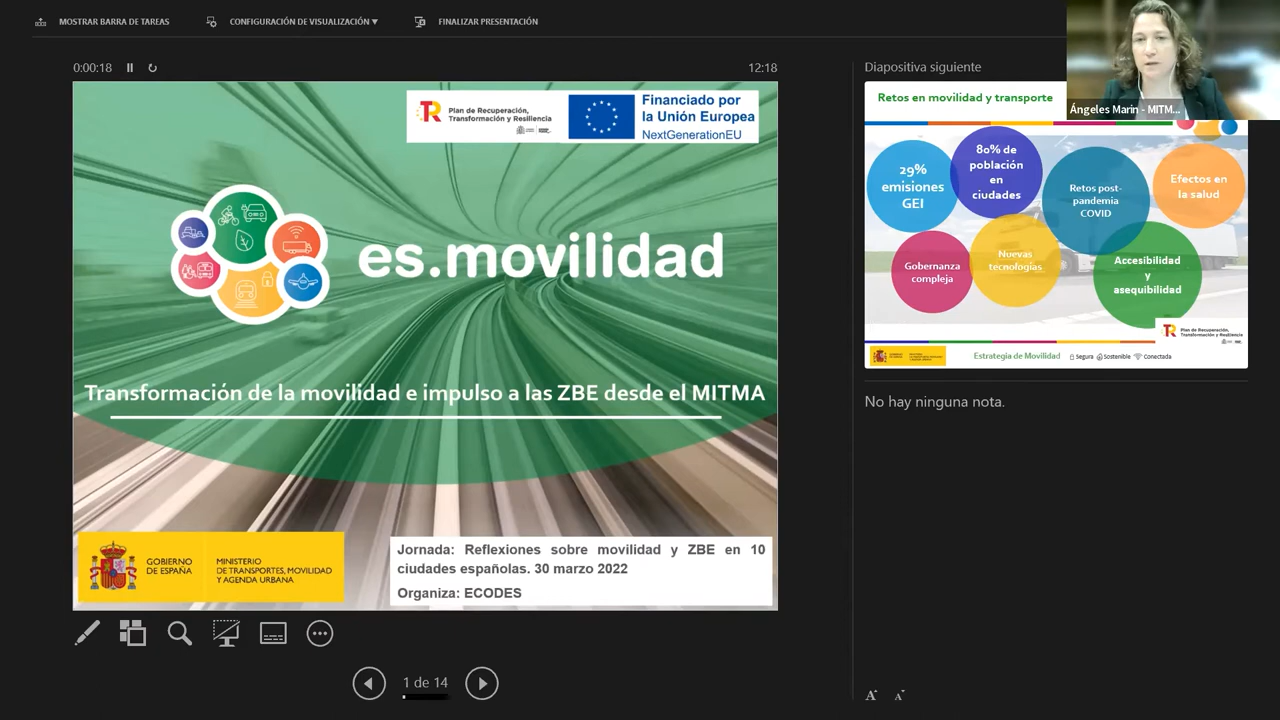 MOSTRAR BARRA DE TAREAS
CONFIGURACIÓN DE VISUALIZACIÓN ▼
FINALIZAR PRESENTACIÓN
0:00:18
12:18
Plan de Recuperación,
Transformación y Resiliencia
Financiado por
la Unión Europea
NextGenerationEU
es.movilidad
Transformación de la movilidad e impulso a las ZBE desde el MITMA
GOBIERNO
DE ESPAÑA
MINISTERIO
DE TRANSPORTES, MOVILIDAD
Y AGENDA URBANA
Jornada: Reflexiones sobre movilidad y ZBE en 10
ciudades españolas. 30 marzo 2022
Organiza: ECODES
1 de 14
Diapositiva siguiente
Ángeles Marin - MITM...
Retos en movilidad y transporte
29%
emisiones
GEI
80% de
población
en
ciudades
Retos post-
pandemia
COVID
Efectos en
la salud
Gobernanza
compleja
Nuevas
tecnologías
Accesibilidad
y
asequibilidad
Plan de Recuperación,
Transformación y Resiliencia
Estrategia de Movilidad
Segura
Sostenible
Conectada
No hay ninguna nota.
A
A